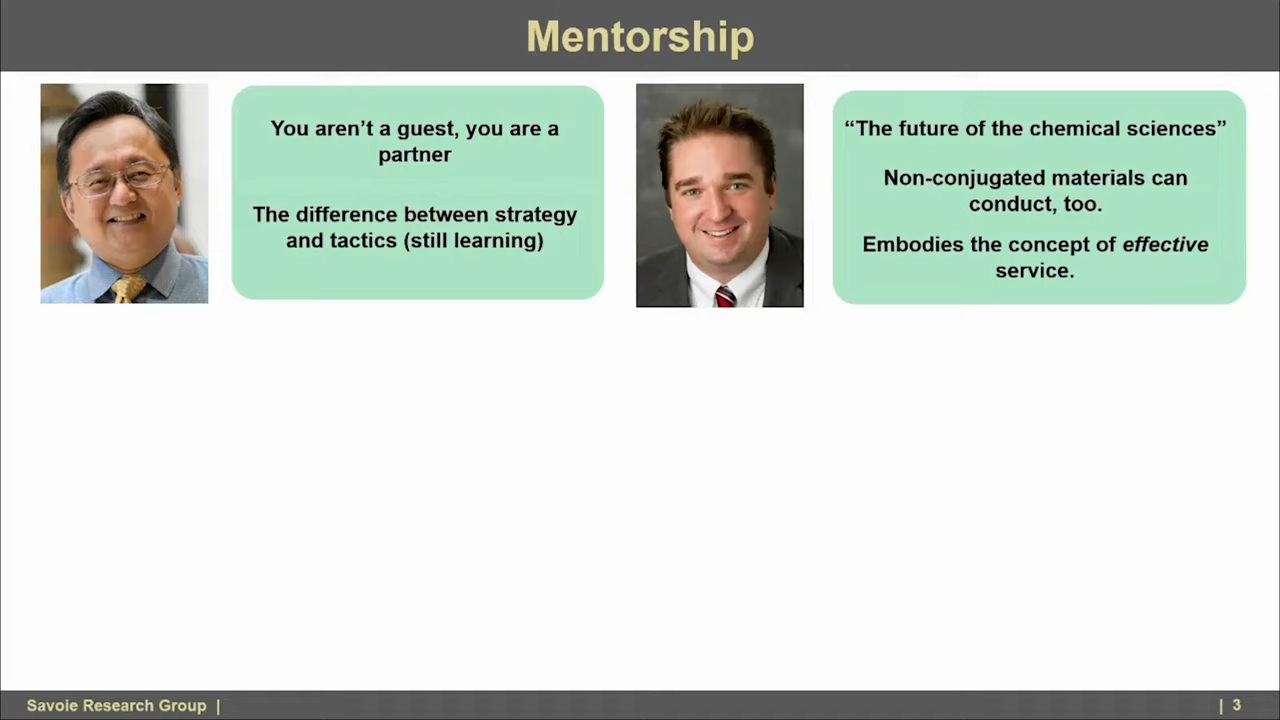 Mentorship
You aren’t a guest, you are a
partner
The difference between strategy
and tactics (still learning)
“The future of the chemical sciences”
Non-conjugated materials can
conduct, too.
Embodies the concept of effective
service.
Savoie Research Group |
| 3